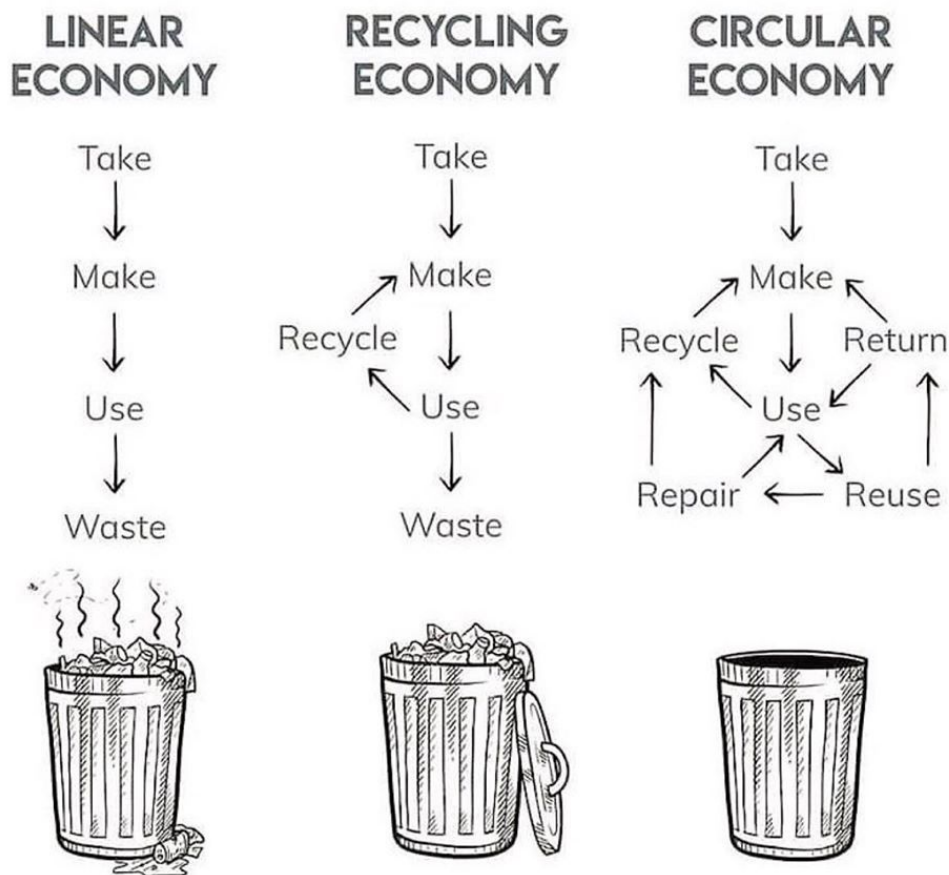 LINEAR
ECONOMY
Take
Make
Use
Waste
RECYCLING
ECONOMY
Take
Make
Recycle
Use
Waste
CIRCULAR
ECONOMY
Take
Make
Recycle
Return
Use
Repair
Reuse